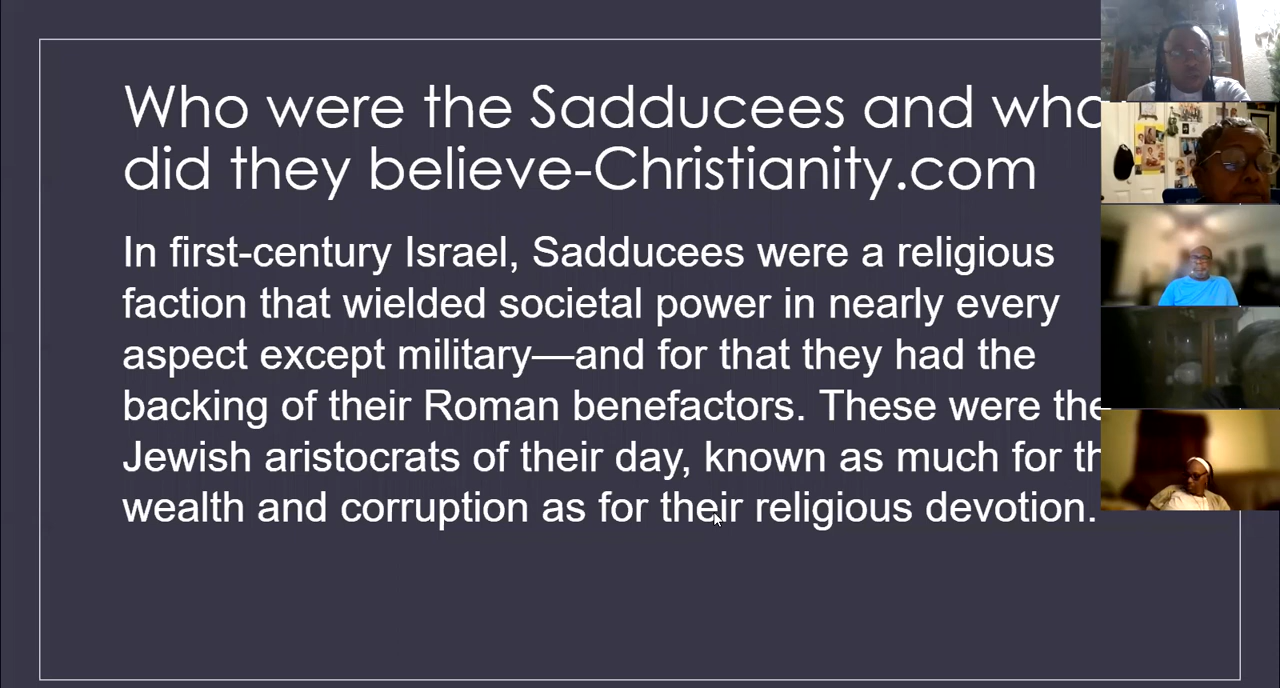 Who were the Sadducees and
did they believe-Christianity.com
In first-century Israel, Sadducees were a religious
faction that wielded societal power in nearly every
aspect except military—and for that they had the
backing of their Roman benefactors. These were the
Jewish aristocrats of their day, known as much for
wealth and corruption as for their religious devotion.